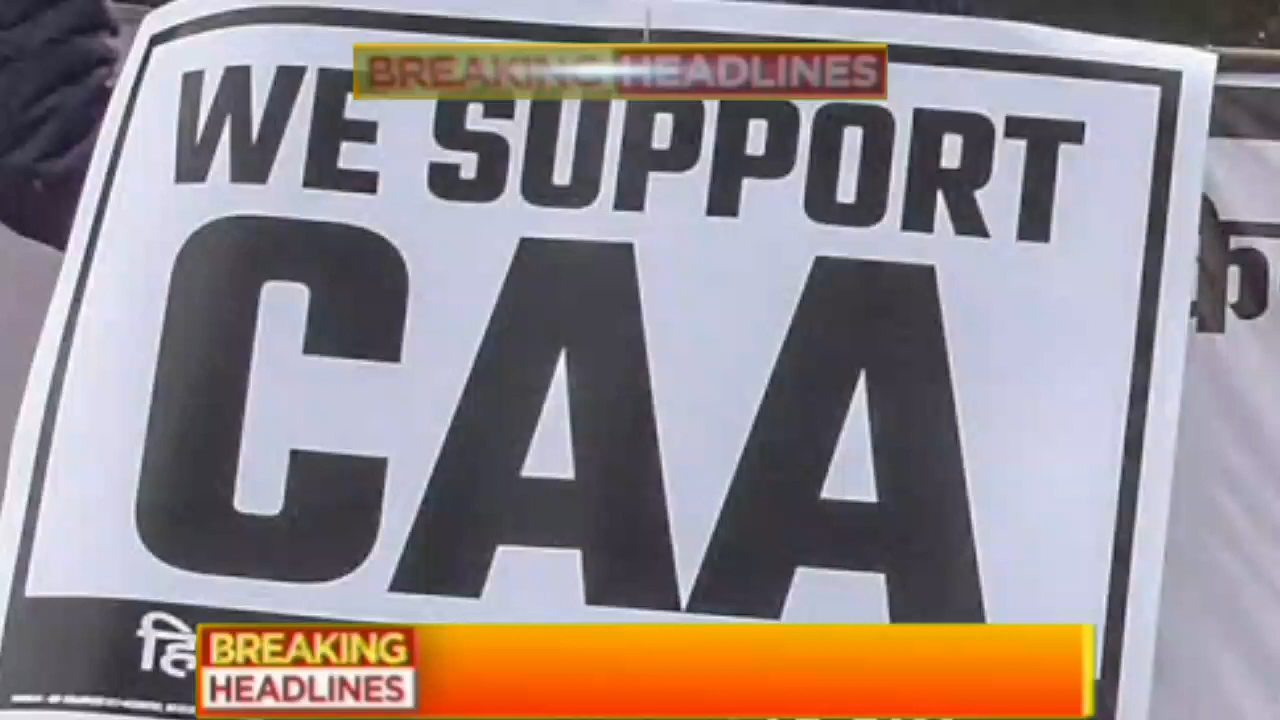 BREAKING HEADLINES
WE SUPPORT
CAA
हि
BREAKING
HEADLINES